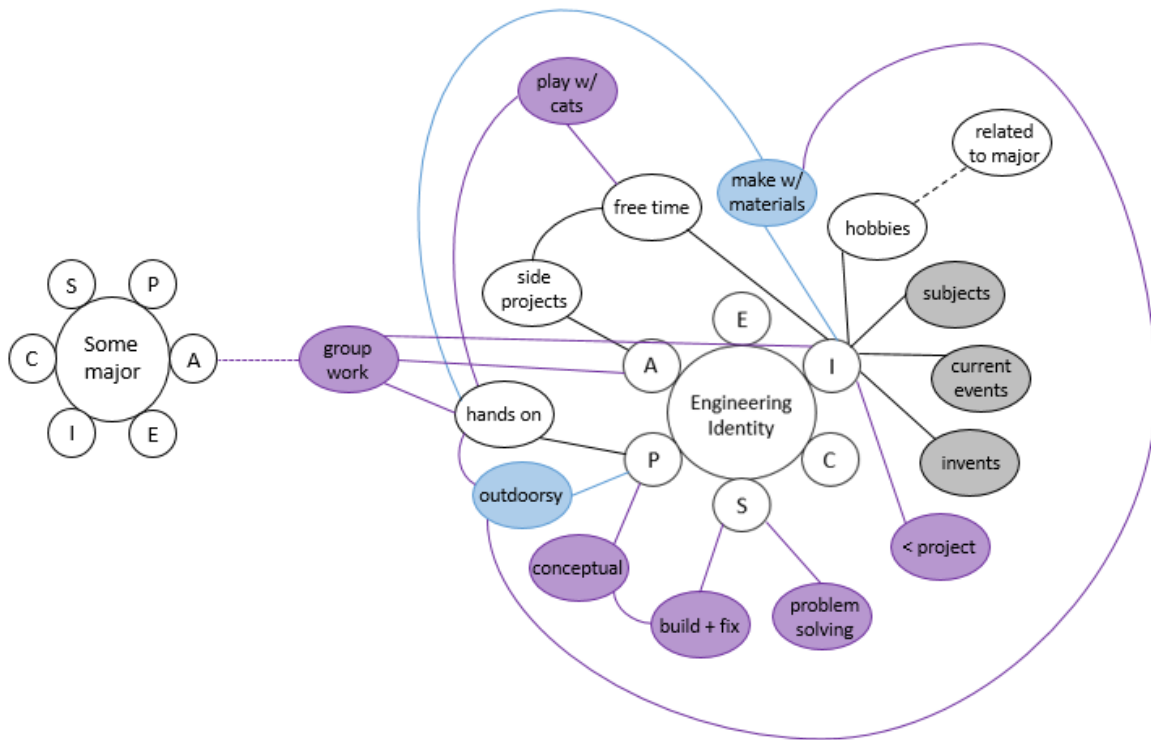 play w/
cats
related
to major
make w/
materials
free time
hobbies
side
projects
subjects
S
P
E
Some
major
C
A
group
work
A
I
current
events
Engineering
Identity
hands on
I
E
P
C
invents
outdoorsy
S
< project
conceptual
build + fix
problem
solving